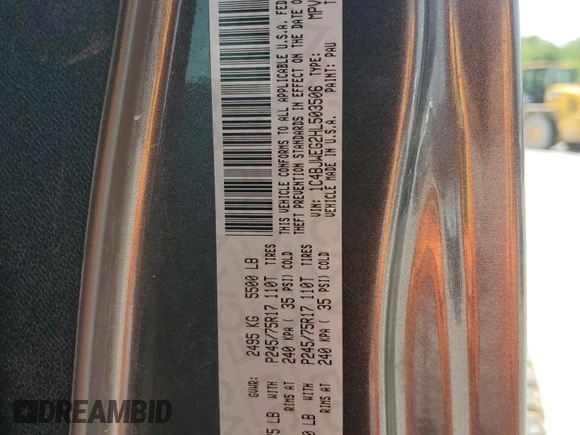 GVWR: 2495 KG 5500 LB
5 LB WITH P245/75R17 110T TIRES
RIMS AT 240 KPA ( 35 PSI) COLD
0 LB WITH P245/75R17 110T TIRES
RIMS AT 240 KPA ( 35 PSI) COLD
THIS VEHICLE CONFORMS TO ALL APPLICABLE U.S.A. FED
THEFT PREVENTION STANDARDS IN EFFECT ON THE
VIN: 1C4BJWEG2HL503506 TYPE: MPV
VEHICLE MADE IN U.S.A. PAINT: PAU
DREAMBID